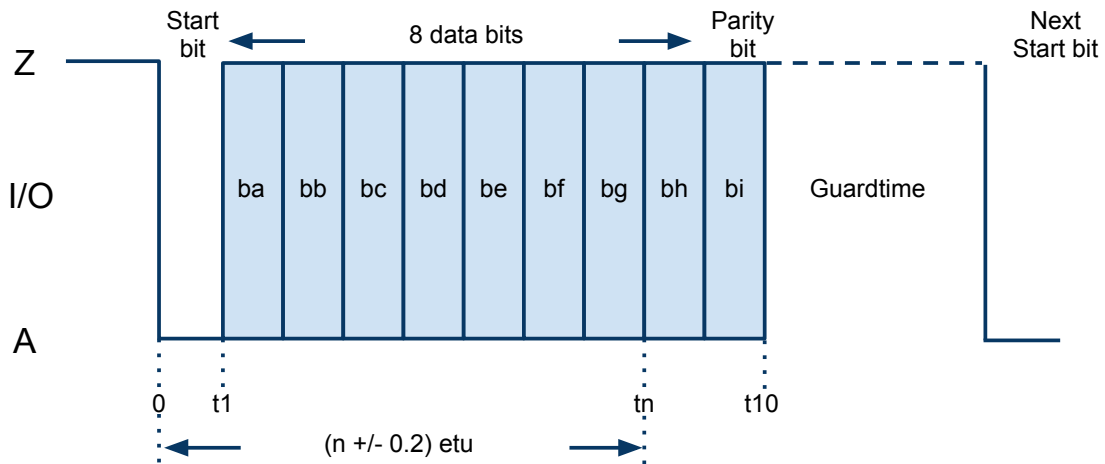 Start
bit
8 data bits
Parity
bit
Next
Start bit
Z
I/O
ba bb bc bd be bf bg bh bi
Guardtime
A
0 t1 tn t10
(n +/- 0.2) etu